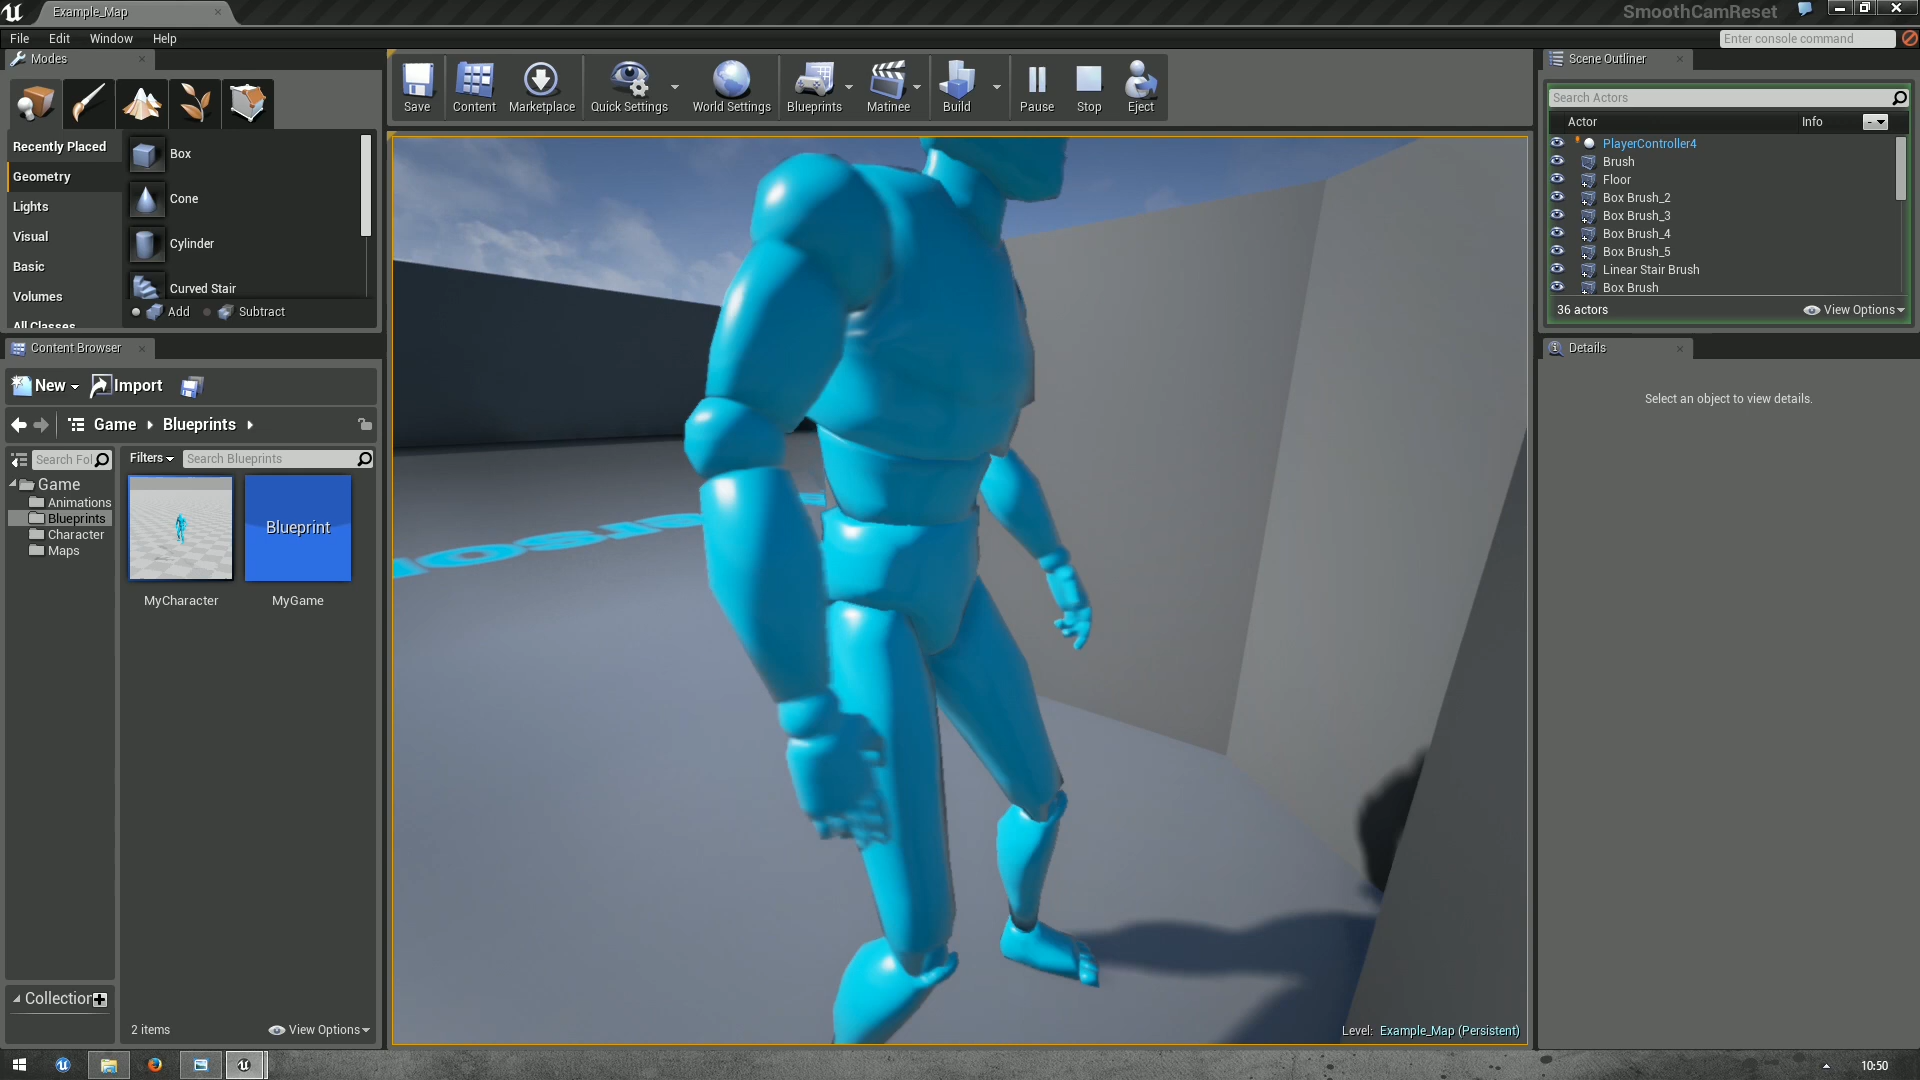 Example_Map
SmoothCamReset
File Edit Window Help
Enter console command
Modes
Recently Placed
Geometry
Lights
Visual
Basic
Volumes
All Classes
Box
Cone
Cylinder
Curved Stair
Add Subtract
Save Content Marketplace Quick Settings World Settings Blueprints Matinee Build Pause Stop Eject
Content Browser
New Import
Game Blueprints
Search Fol
Filters Search Blueprints
Game
Animations
Blueprints
Character
Maps
Blueprint
MyCharacter MyGame
Collection
2 items View Options
Level: Example_Map (Persistent)
Scene Outliner
Search Actors
Actor Info
PlayerController4
Brush
Floor
Box Brush_2
Box Brush_3
Box Brush_4
Box Brush_5
Linear Stair Brush
Box Brush
36 actors View Options
Details
Select an object to view details.
10:50